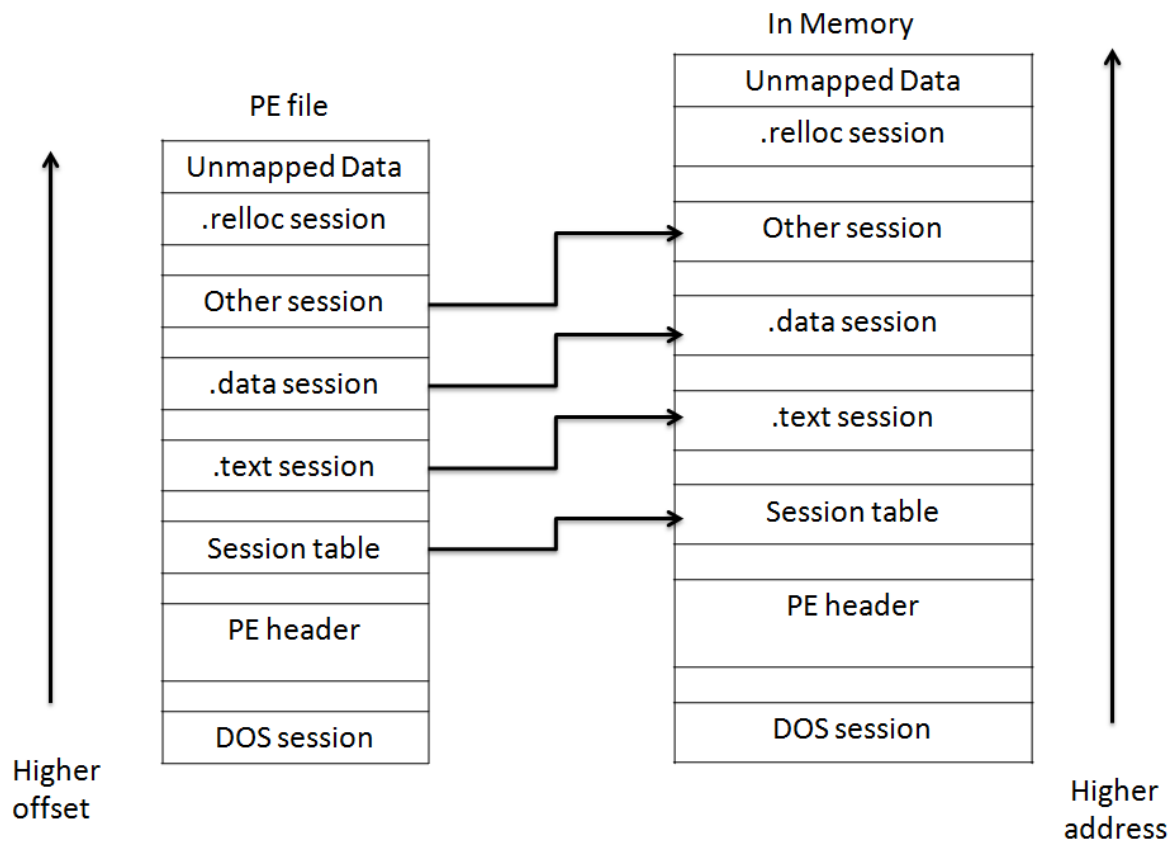 In Memory
PE file
Unmapped Data
.relloc session
Other session
.data session
.text session
Session table
PE header
DOS session
Higher
offset
Unmapped Data
.relloc session
Other session
.data session
.text session
Session table
PE header
DOS session
Higher
address